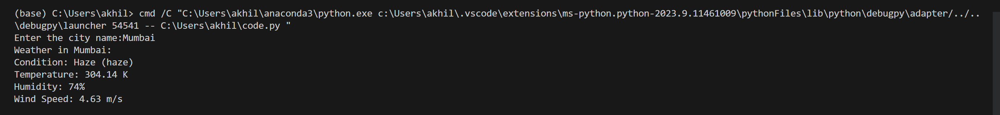 (base) C:\Users\akhil> cmd /C "C:\Users\akhil\anaconda3\python.exe c:\Users\akhil\.vscode\extensions\ms-python.python-2023.9.11461009\pythonFiles\lib\python\debugpy\adapter/../..
\debugpy\launcher 54541 -- C:\Users\akhil\code.py "
Enter the city name:Mumbai
Weather in Mumbai:
Condition: Haze (haze)
Temperature: 304.14 K
Humidity: 74%
Wind Speed: 4.63 m/s